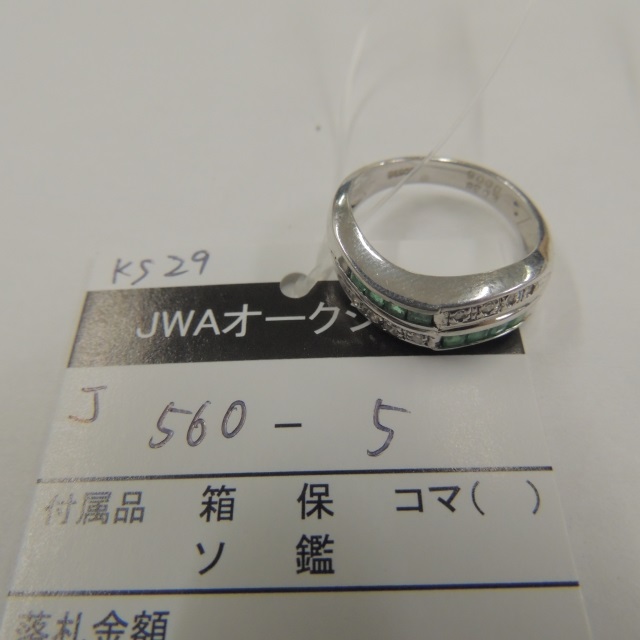 KS29
JWAオークシ
J 560 - 5
付属品 箱 保 コマ( )
ソ 鑑
落札金額